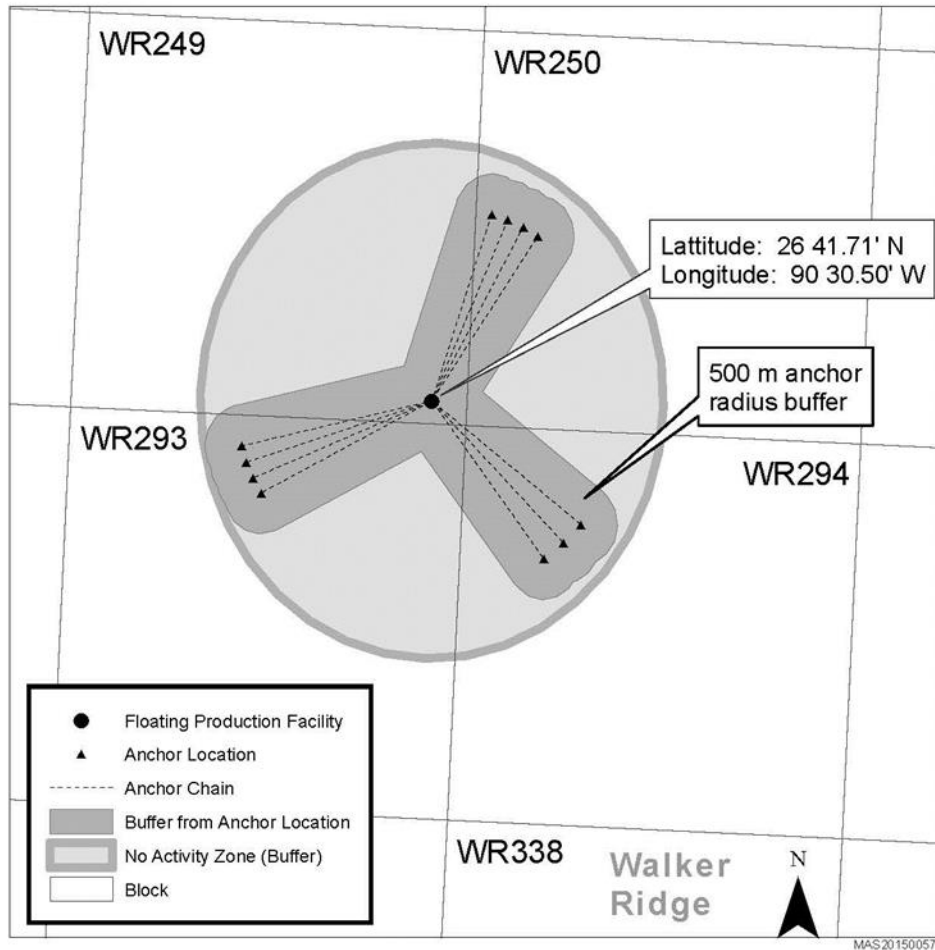 WR249
WR250
Lattitude:  26 41.71' N
Longitude:  90 30.50' W
500 m anchor
radius buffer
WR293
WR294
Floating Production Facility
Anchor Location
Anchor Chain
Buffer from Anchor Location
No Activity Zone (Buffer)
Block
WR338
Walker
Ridge
N
MAS20150057